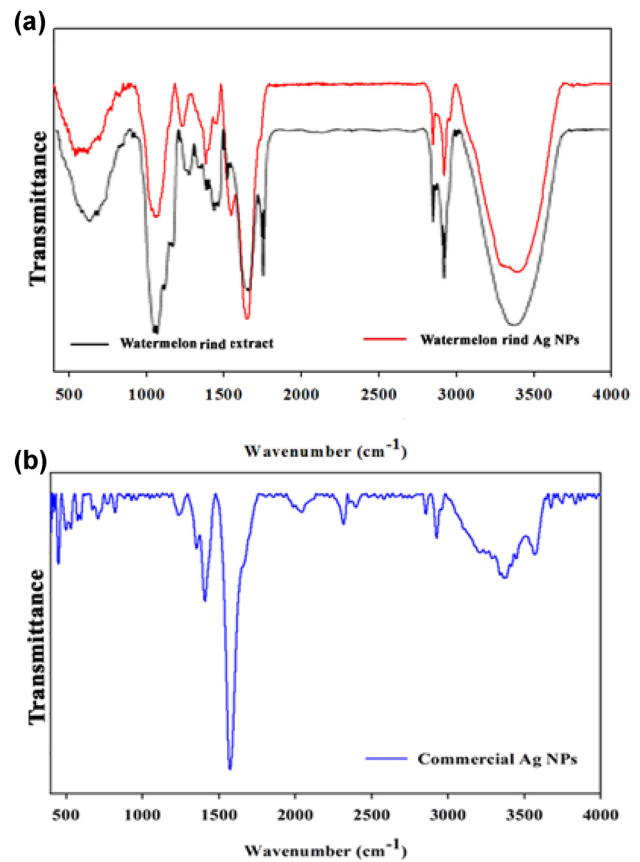 (a)
Transmittance
Watermelon rind extract
Watermelon rind Ag NPs
500 1000 1500 2000 2500 3000 3500 4000
Wavenumber (cm-1)
(b)
Transmittance
Commercial Ag NPs
500 1000 1500 2000 2500 3000 3500 4000
Wavenumber (cm-1)